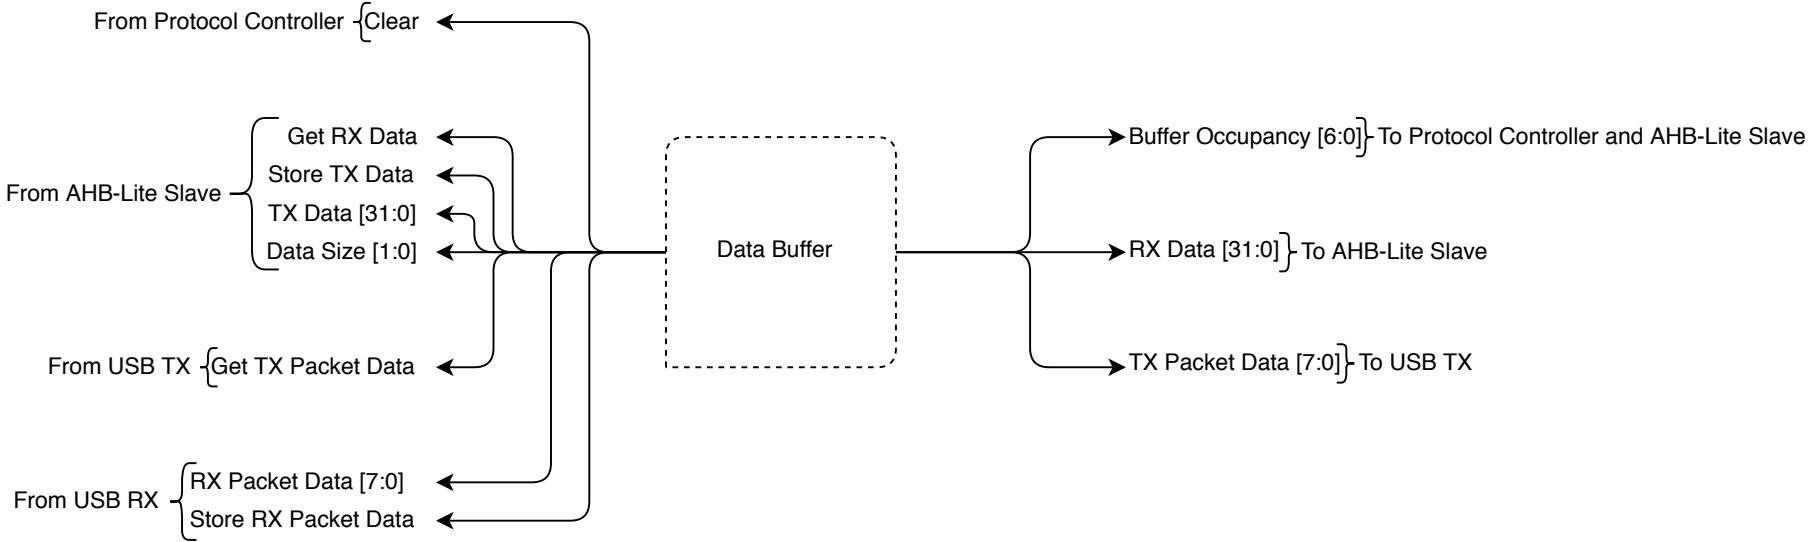 From Protocol Controller
Clear
From AHB-Lite Slave
Get RX Data
Store TX Data
TX Data [31:0]
Data Size [1:0]
From USB TX
Get TX Packet Data
From USB RX
RX Packet Data [7:0]
Store RX Packet Data
Data Buffer
Buffer Occupancy [6:0]
To Protocol Controller and AHB-Lite Slave
RX Data [31:0]
To AHB-Lite Slave
TX Packet Data [7:0]
To USB TX